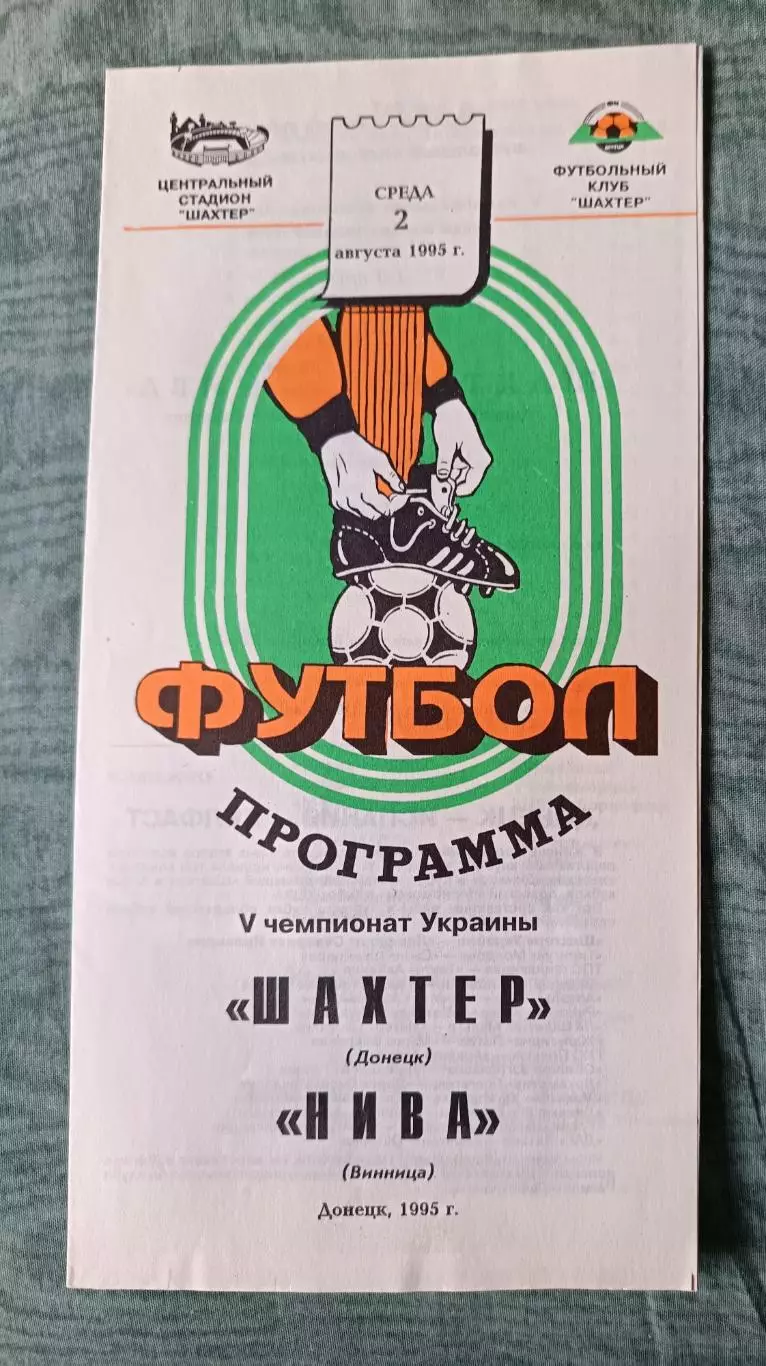 ЦЕНТРАЛЬНЫЙ
СТАДИОН
"ШАХТЕР"
СРЕДА
2
августа 1995 г.
ФУТБОЛЬНЫЙ
КЛУБ
"ШАХТЕР"
ФУТБОЛ
ПРОГРАММА
V чемпионат Украины
«ШАХТЕР»
(Донецк)
«НИВА»
(Винница)
Донецк, 1995 г.